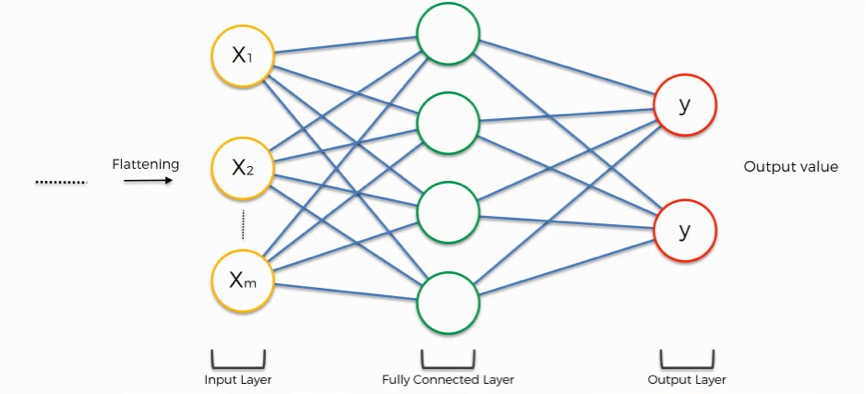 X1
X2
Xm
Flattening
y
y
Output value
Input Layer
Fully Connected Layer
Output Layer